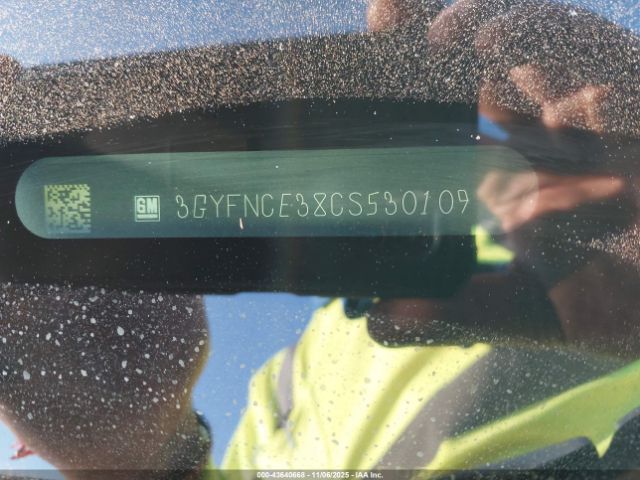 GM 3GYFNCE38CS530109
000-43640668 - 11/06/2025 - IAA Inc.